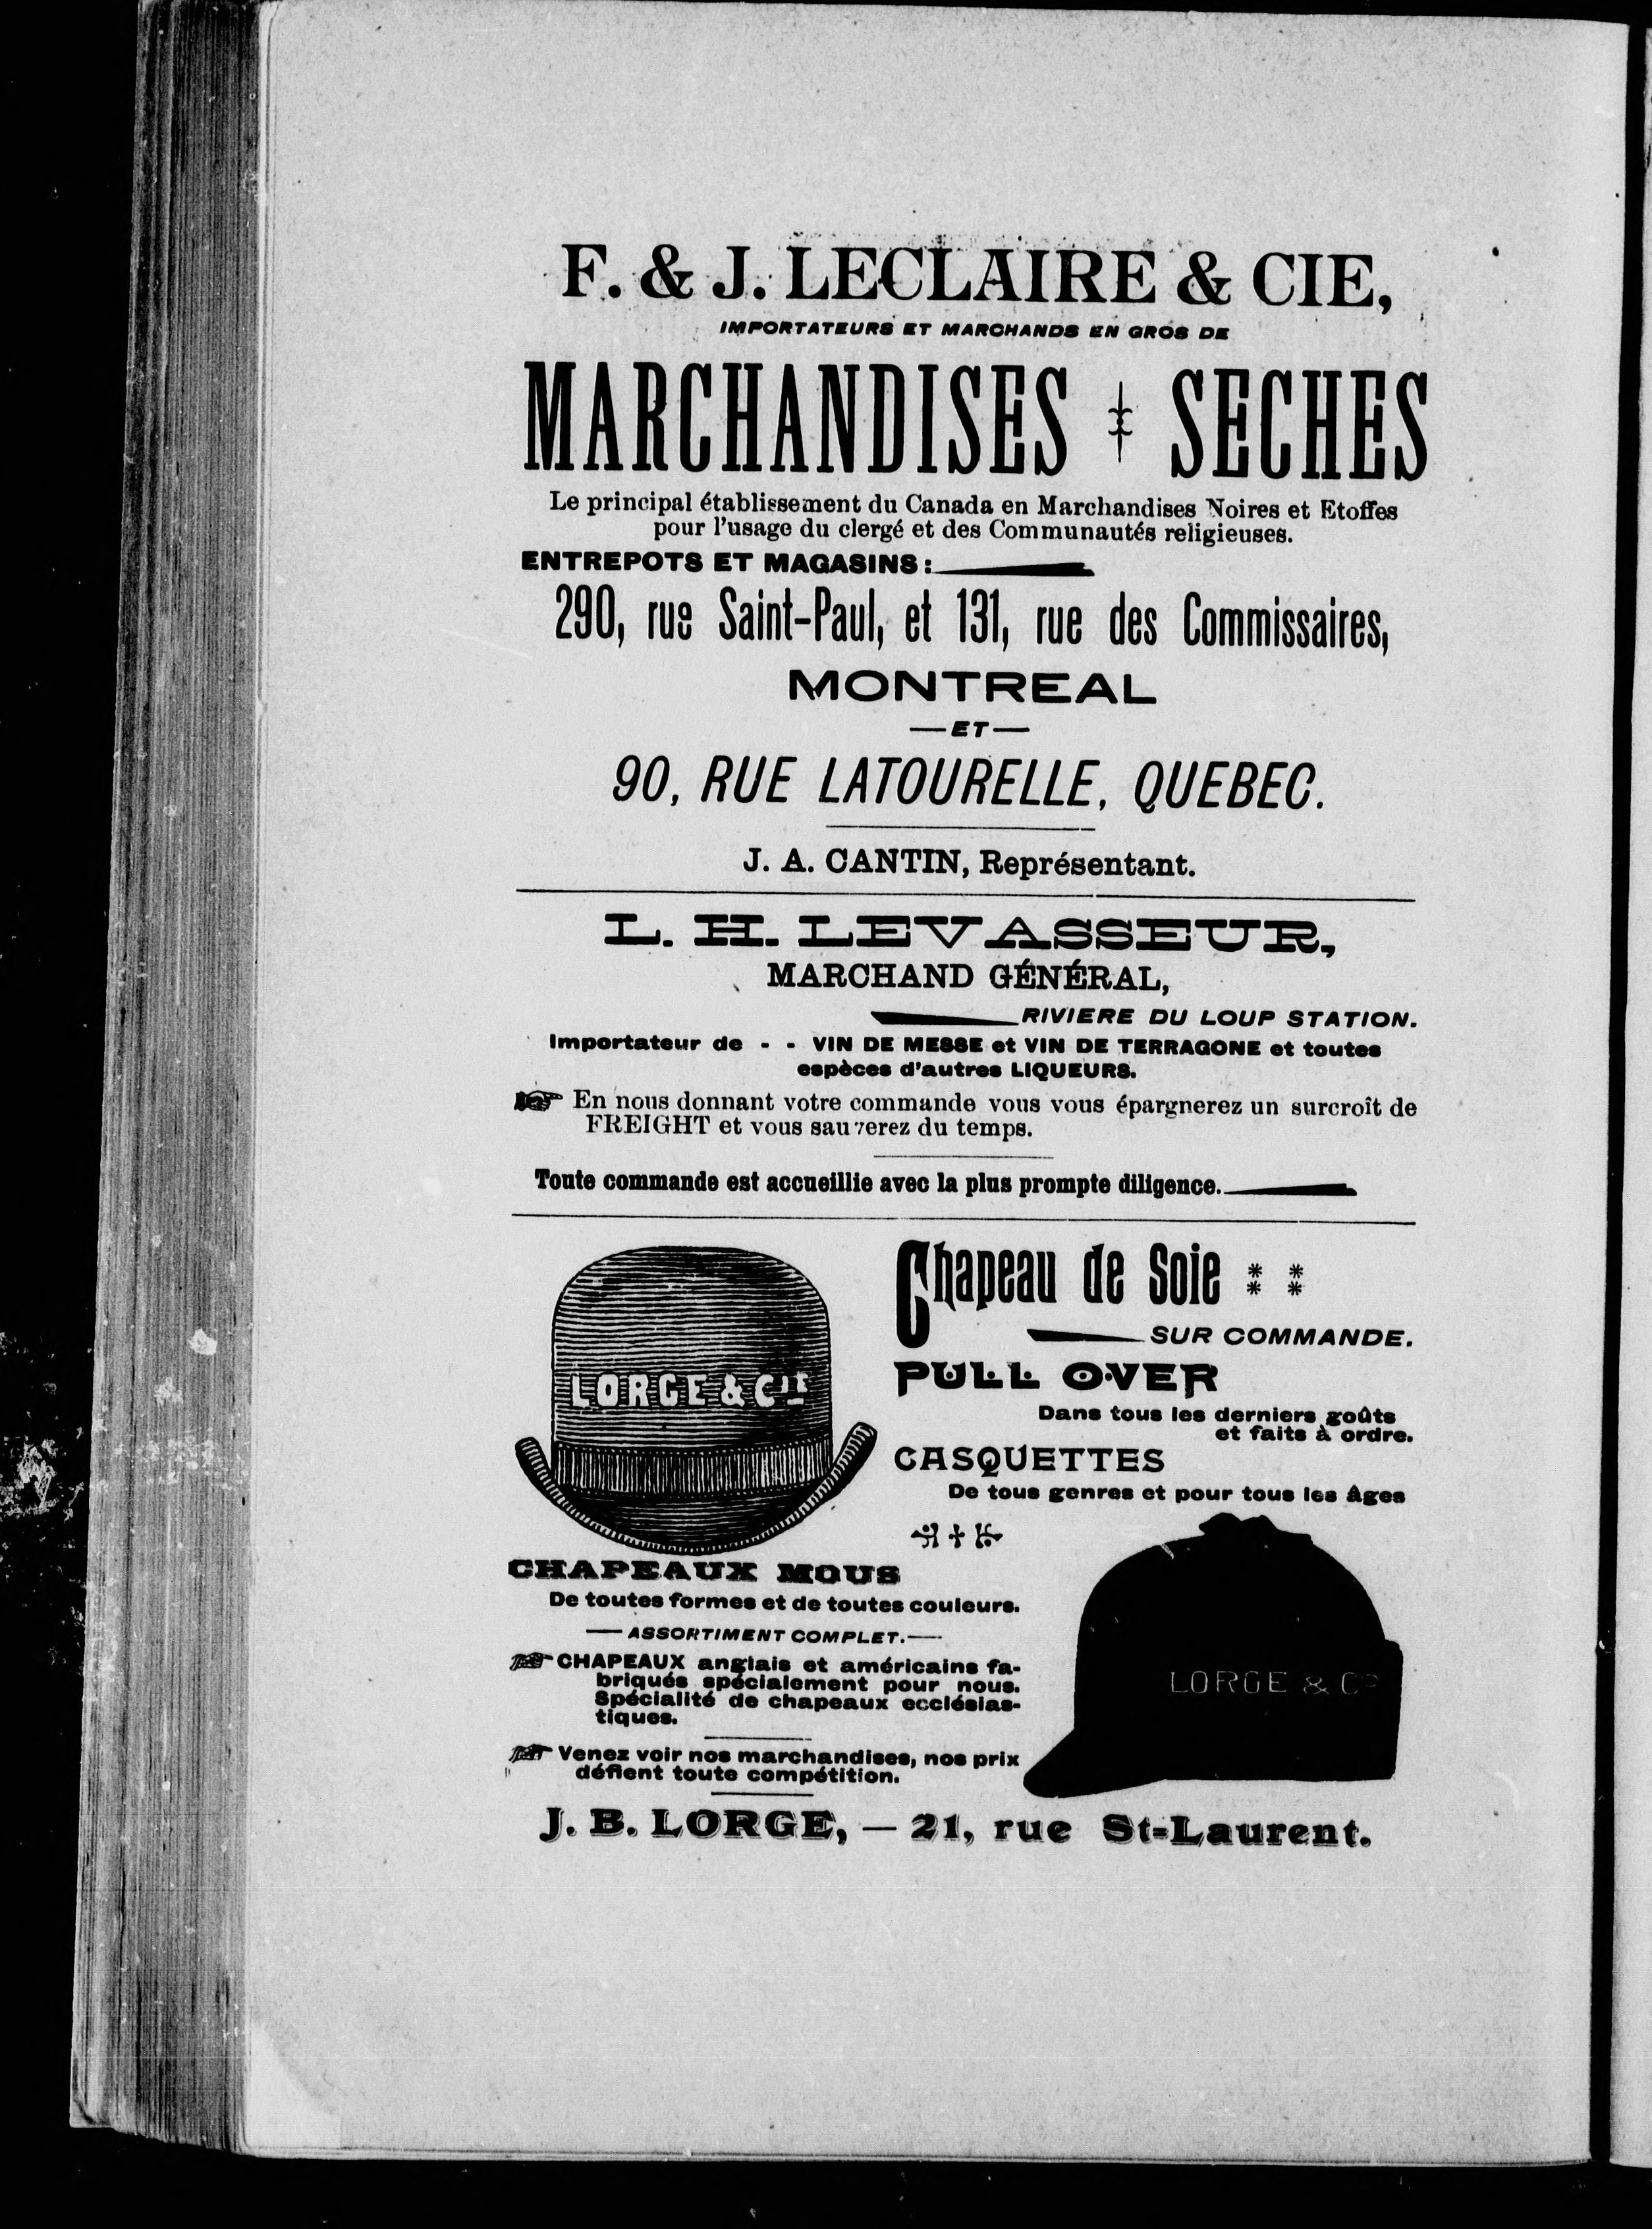 F. & J. LECLAIRE & CIE,
IMPORTATEURS ET MARCHANDS EN GROS DE
MARCHANDISES SECHES
Le principal établissement du Canada en Marchandises Noires et Etoffes
pour l'usage du clergé et des Communautés religieuses.
ENTREPOTS ET MAGASINS:
290, rue Saint-Paul, et 131, rue des Commissaires,
MONTREAL
—ET—
90, RUE LATOURELLE, QUEBEC.
J. A. CANTIN, Représentant.
L. H. LEVASSEUR,
MARCHAND GÉNÉRAL,
RIVIERE DU LOUP STATION.
Importateur de - - VIN DE MESSE et VIN DE TERRAGONE et toutes
espèces d'autres LIQUEURS.
☞ En nous donnant votre commande vous vous épargnerez un surcroît de
FREIGHT et vous sauverez du temps.
Toute commande est accueillie avec la plus prompte diligence.
LORGE & CIE
Chapeau de Soie
SUR COMMANDE.
PULL OVER
Dans tous les derniers goûts
et faits à ordre.
CASQUETTES
De tous genres et pour tous les âges
CHAPEAUX MOUS
De toutes formes et de toutes couleurs.
—ASSORTIMENT COMPLET.—
☞ CHAPEAUX anglais et américains fa-
briqués spécialement pour nous.
Spécialité de chapeaux ecclésias-
tiques.
☞ Venez voir nos marchandises, nos prix
défient toute compétition.
LORGE & Co
J. B. LORGE, — 21, rue St-Laurent.